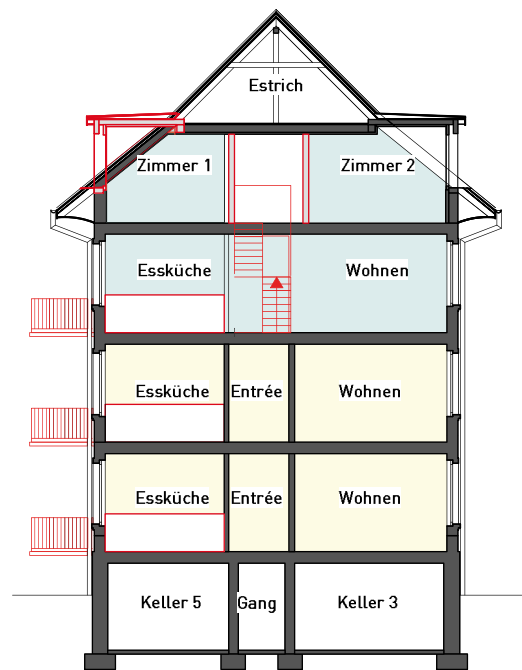 Estrich
Zimmer 1
Zimmer 2
Essküche
Wohnen
Essküche
Entrée
Wohnen
Essküche
Entrée
Wohnen
Keller 5
Gang
Keller 3